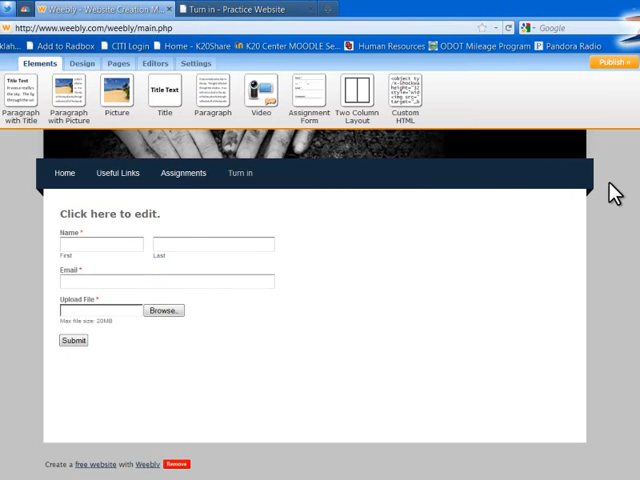 Weebly - Website Creation M...
Turn in - Practice Website
http://www.weebly.com/weebly/main.php
Google
Add to Radbox
CITI Login
Home - K20Share
K20 Center MOODLE Se...
Human Resources
ODOT Mileage Program
Pandora Radio
Elements
Design
Pages
Editors
Settings
Publish »
Title Text
Title Text
Paragraph with Title
Paragraph with Picture
Picture
Title
Paragraph
Video
Assignment Form
Two Column Layout
Custom HTML
Home
Useful Links
Assignments
Turn in
Click here to edit.
Name *
First
Last
Email *
Upload File *
Browse..
Max file size: 20MB
Submit
Create a free website with Weebly
Remove